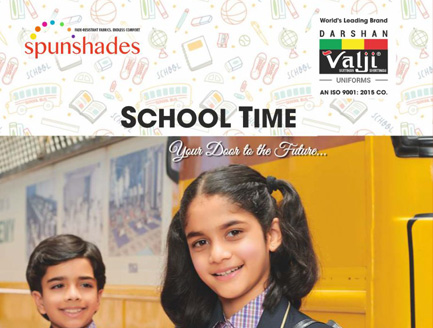 FADE RESISTANT FABRICS, ENDLESS COMFORT
spunshades
World's Leading Brand
DARSHAN
Valji®
UNIFORMS
AN ISO 9001: 2015 CO.
SCHOOL
SCHOOL TIME
Your Door to the Future...